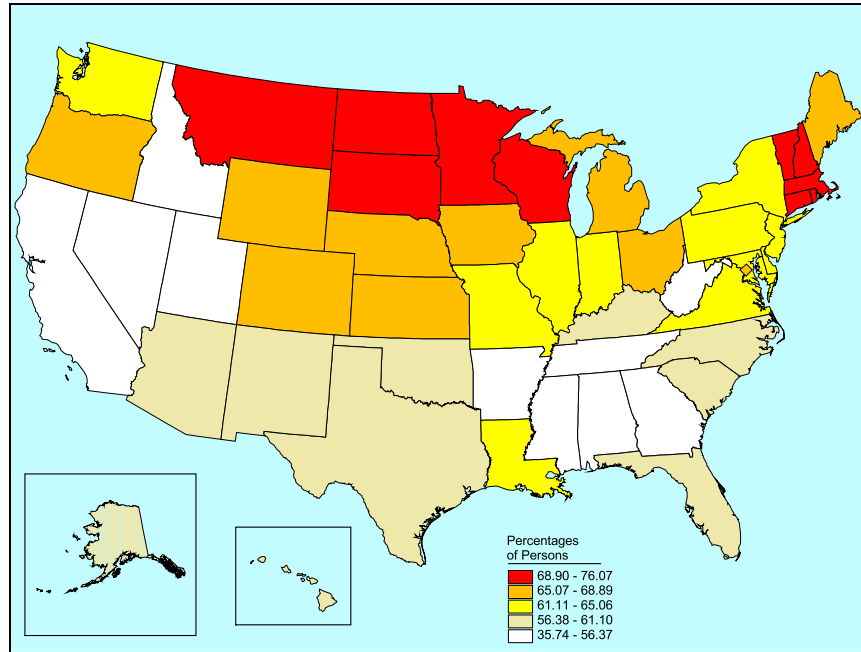 Percentages
of Persons
68.90 - 76.07
65.07 - 68.89
61.11 - 65.06
56.38 - 61.10
35.74 - 56.37